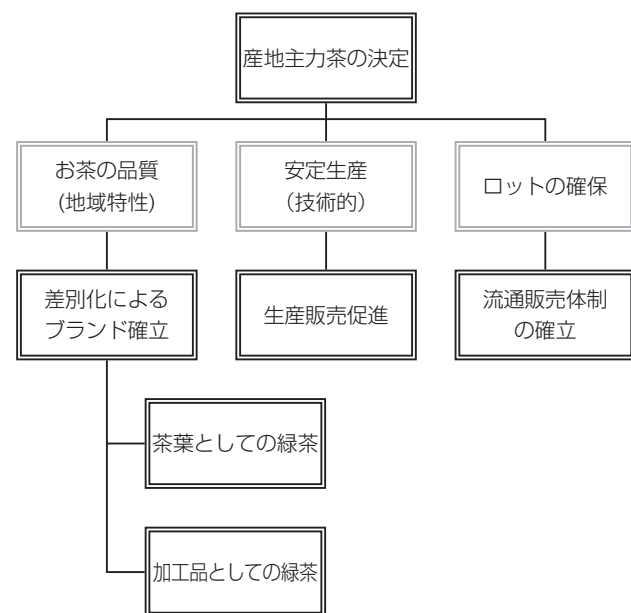 産地主力茶の決定
お茶の品質
(地域特性)
安定生産
（技術的）
ロットの確保
差別化による
ブランド確立
生産販売促進
流通販売体制
の確立
茶葉としての緑茶
加工品としての緑茶